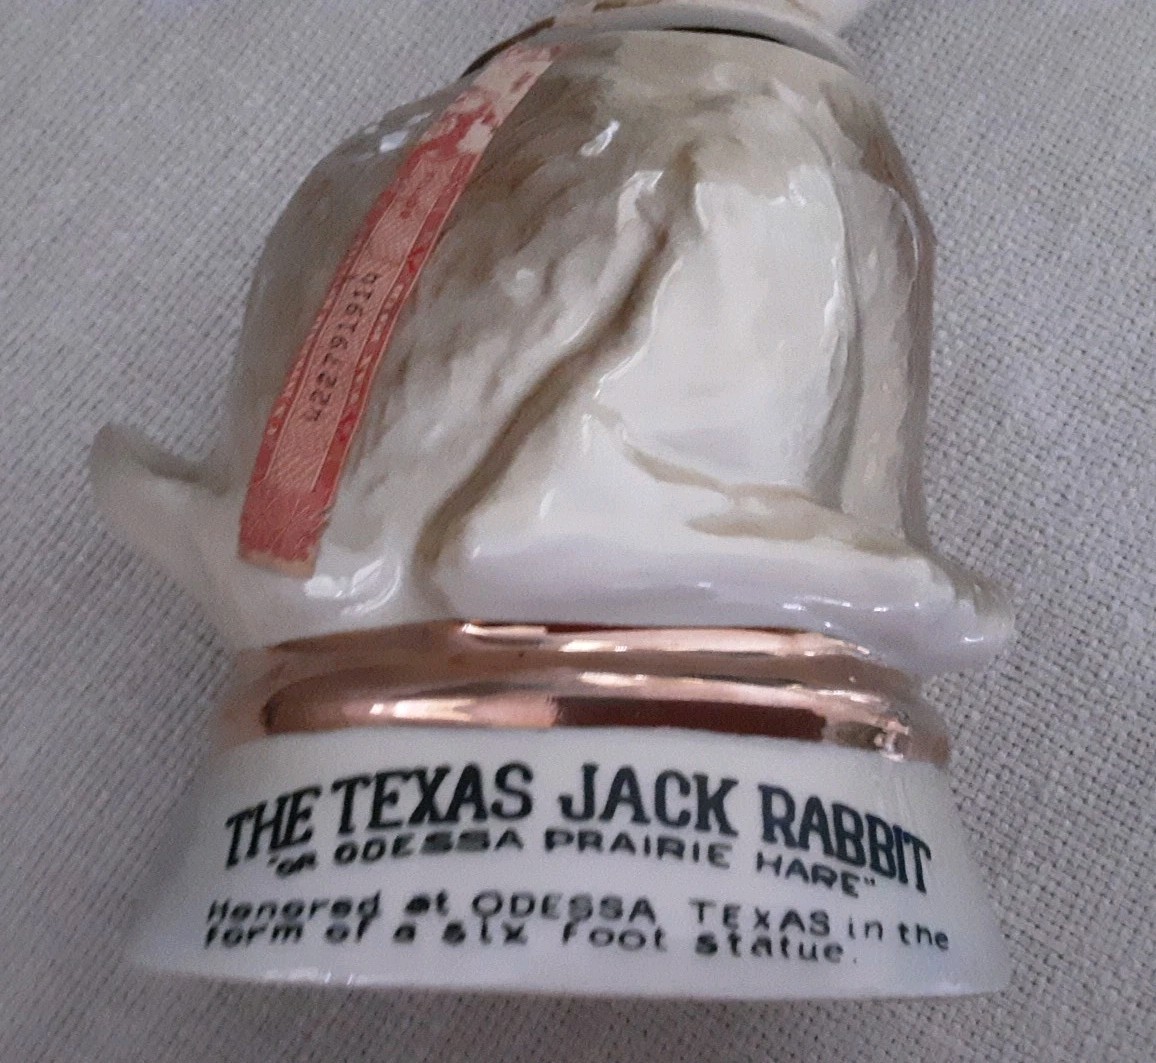 THE TEXAS JACK RABBIT
"OR ODESSA PRAIRIE HARE"
Honored at ODESSA TEXAS in the
form of a six foot statue.